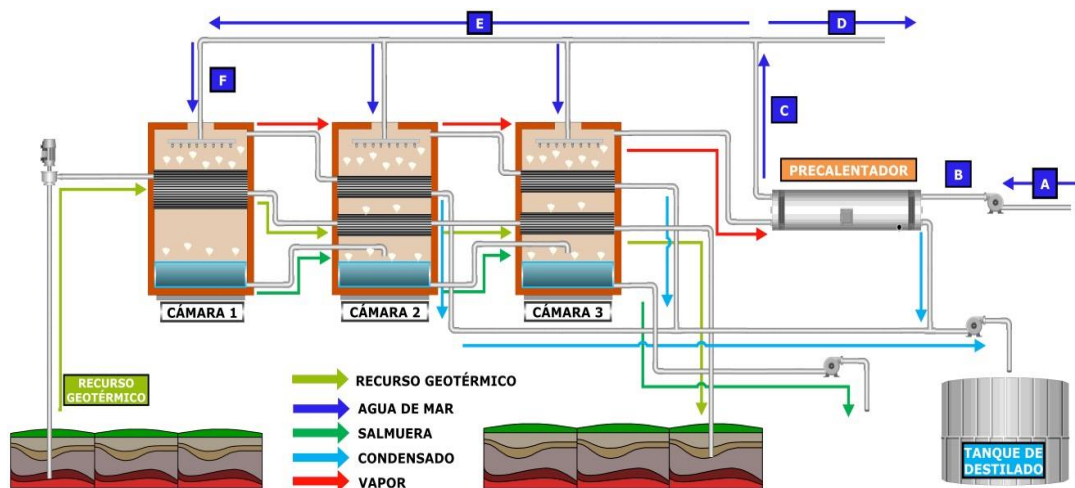 E
D
F
C
PRECALENTADOR
B
A
CÁMARA 1
CÁMARA 2
CÁMARA 3
RECURSO
GEOTÉRMICO
RECURSO GEOTÉRMICO
AGUA DE MAR
SALMUERA
CONDENSADO
VAPOR
TANQUE DE
DESTILADO